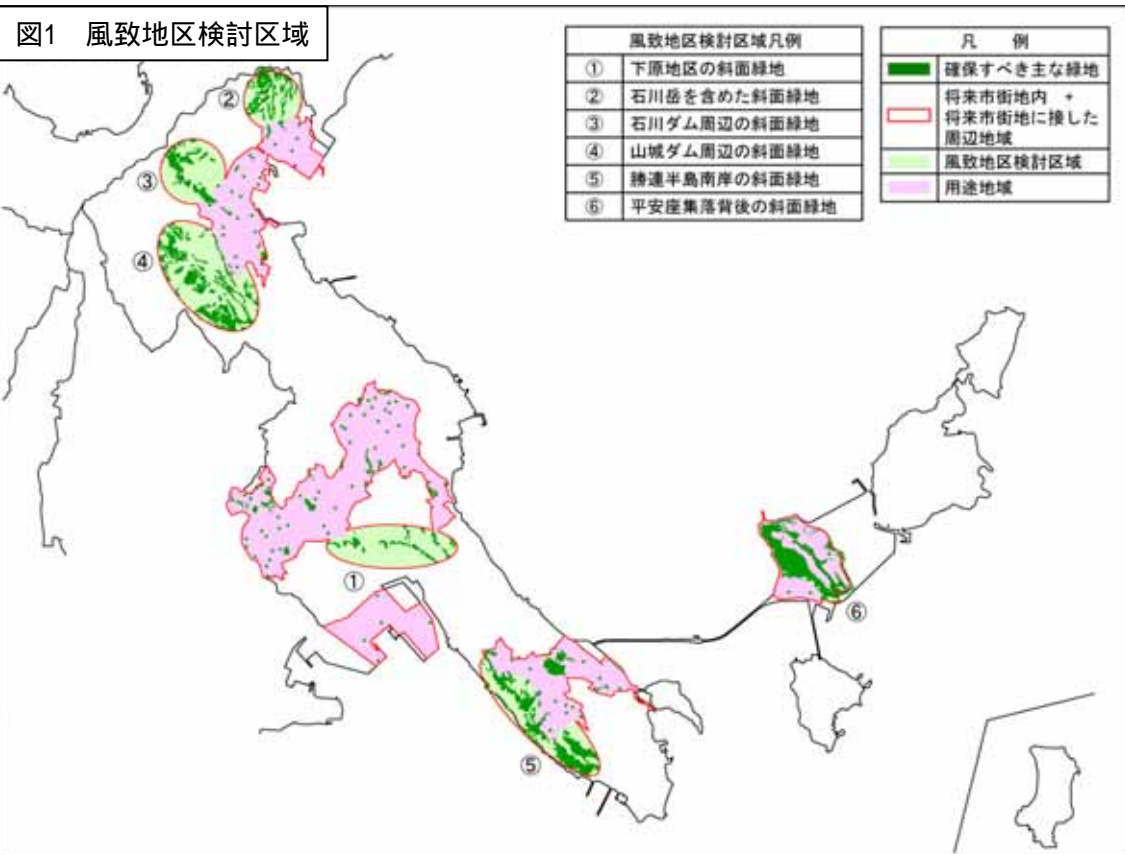 図1　風致地区検討区域
風致地区検討区域凡例
① 下原地区の斜面緑地
② 石川岳を含めた斜面緑地
③ 石川ダム周辺の斜面緑地
④ 山城ダム周辺の斜面緑地
⑤ 勝連半島南岸の斜面緑地
⑥ 平安座集落背後の斜面緑地
凡　例
確保すべき主な緑地
将来市街地内　+
将来市街地に接した
周辺地域
風致地区検討区域
用途地域
②
③
④
①
⑥
⑤